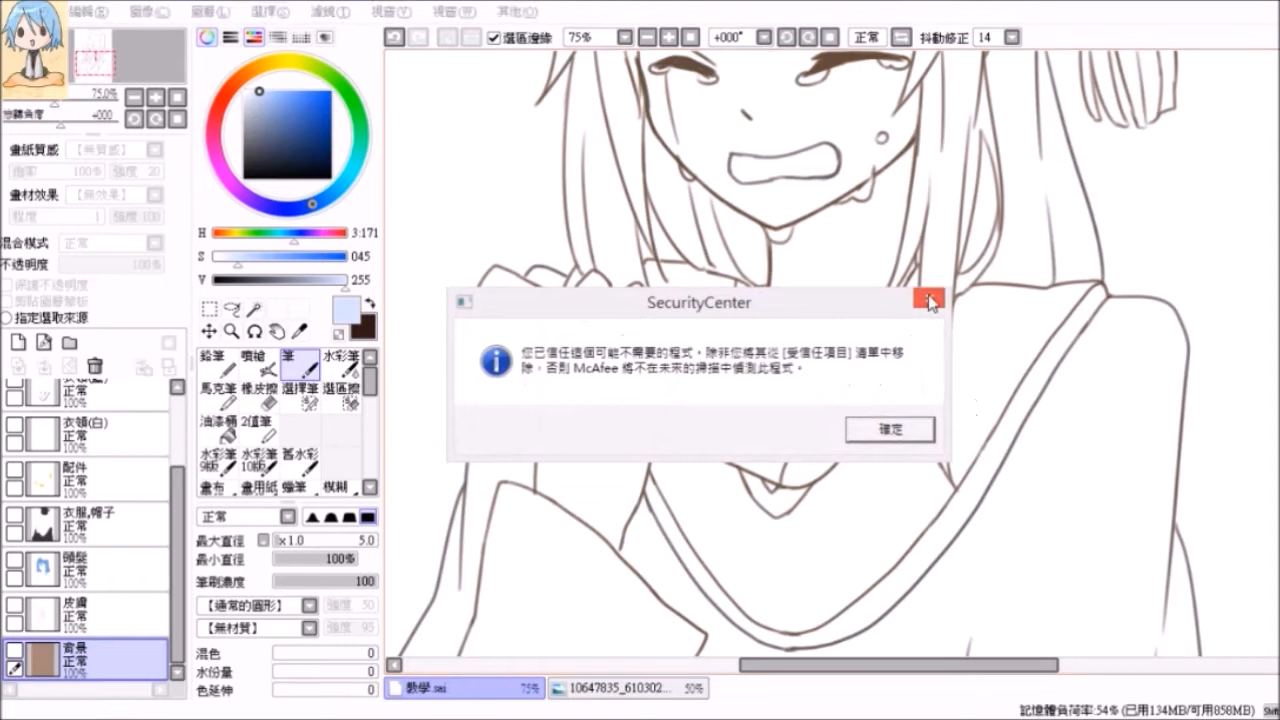 編輯(E) 圖像(C) 圖層(L) 選擇(S) 濾鏡(T) 視窗(V) 視窗(W) 其他(O)
選區邊緣 75% +000° 正常 抖動修正 14
75.0%
+000
畫紙質感 【無質感】
倍率 100% 強度 20
畫材效果 【無效果】
程度 1 強度 100
混合模式 正常
不透明度 100%
保護不透明度
剪貼圖層蒙板
指定選取來源
正常
100%
衣領(白)
正常
100%
配件
正常
100%
衣服,帽子
正常
100%
頭髮
正常
100%
皮膚
正常
100%
背景
正常
100%
H 3:171
S 045
V 255
鉛筆 噴槍 筆 水彩筆
馬克筆 橡皮擦 選擇筆 選區擦
油漆桶 2值筆
水彩筆 水彩筆 舊水彩
畫布 畫用紙 蠟筆 模糊
正常
最大直徑 x1.0 5.0
最小直徑 100%
筆刷濃度 100
【通常的圓形】 強度 50
【無材質】 強度 95
混色 0
水份量 0
色延伸 0
SecurityCenter
您已信任這個可能不需要的程式。除非您將其從 [受信任項目] 清單中移
除，否則 McAfee 將不在未來的掃描中偵測此程式。
確定
教學.sai 75% 10647835_610302... 50%
記憶體負荷率:54% (已用134MB/可用858MB)